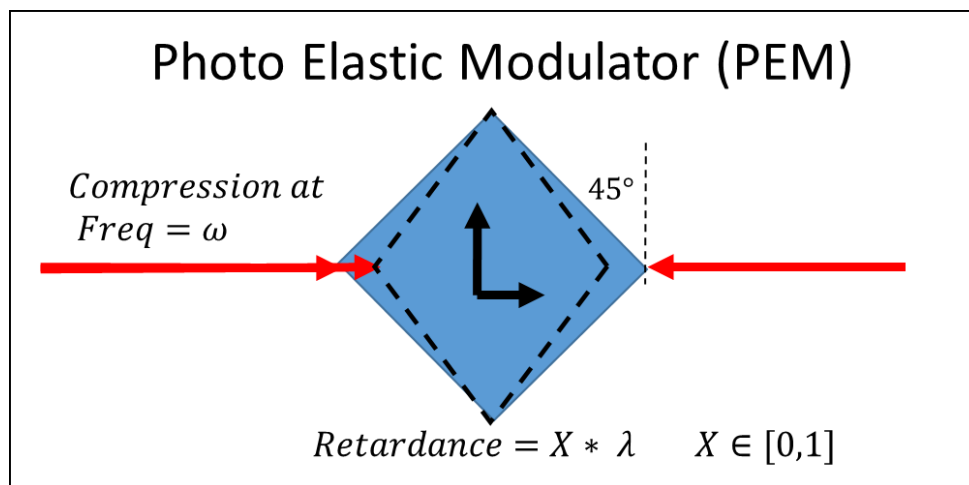 Photo Elastic Modulator (PEM)
Compression at
Freq = ω
45°
Retardance = X * λ X ∈ [0,1]